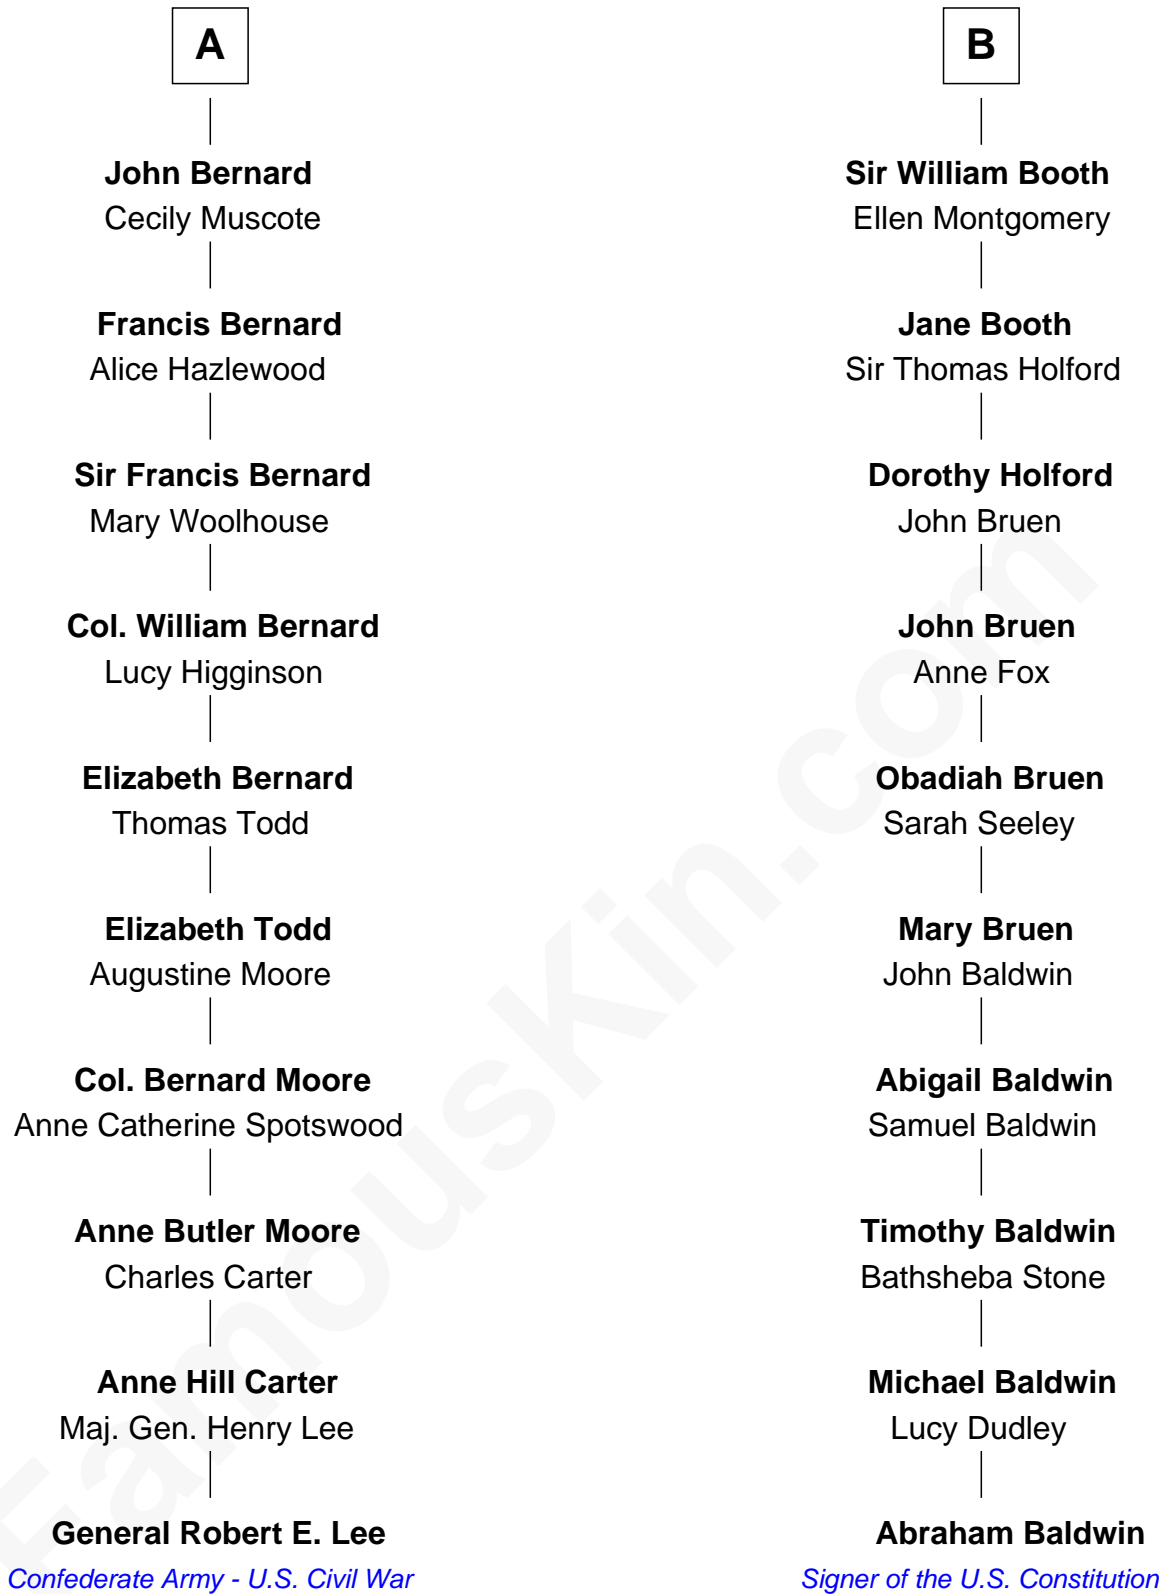 A
John Bernard
Cecily Muscote
Francis Bernard
Alice Hazlewood
Sir Francis Bernard
Mary Woolhouse
Col. William Bernard
Lucy Higginson
Elizabeth Bernard
Thomas Todd
Elizabeth Todd
Augustine Moore
Col. Bernard Moore
Anne Catherine Spotswood
Anne Butler Moore
Charles Carter
Anne Hill Carter
Maj. Gen. Henry Lee
General Robert E. Lee
Confederate Army - U.S. Civil War
B
Sir William Booth
Ellen Montgomery
Jane Booth
Sir Thomas Holford
Dorothy Holford
John Bruen
John Bruen
Anne Fox
Obadiah Bruen
Sarah Seeley
Mary Bruen
John Baldwin
Abigail Baldwin
Samuel Baldwin
Timothy Baldwin
Bathsheba Stone
Michael Baldwin
Lucy Dudley
Abraham Baldwin
Signer of the U.S. Constitution
FamousKin.com